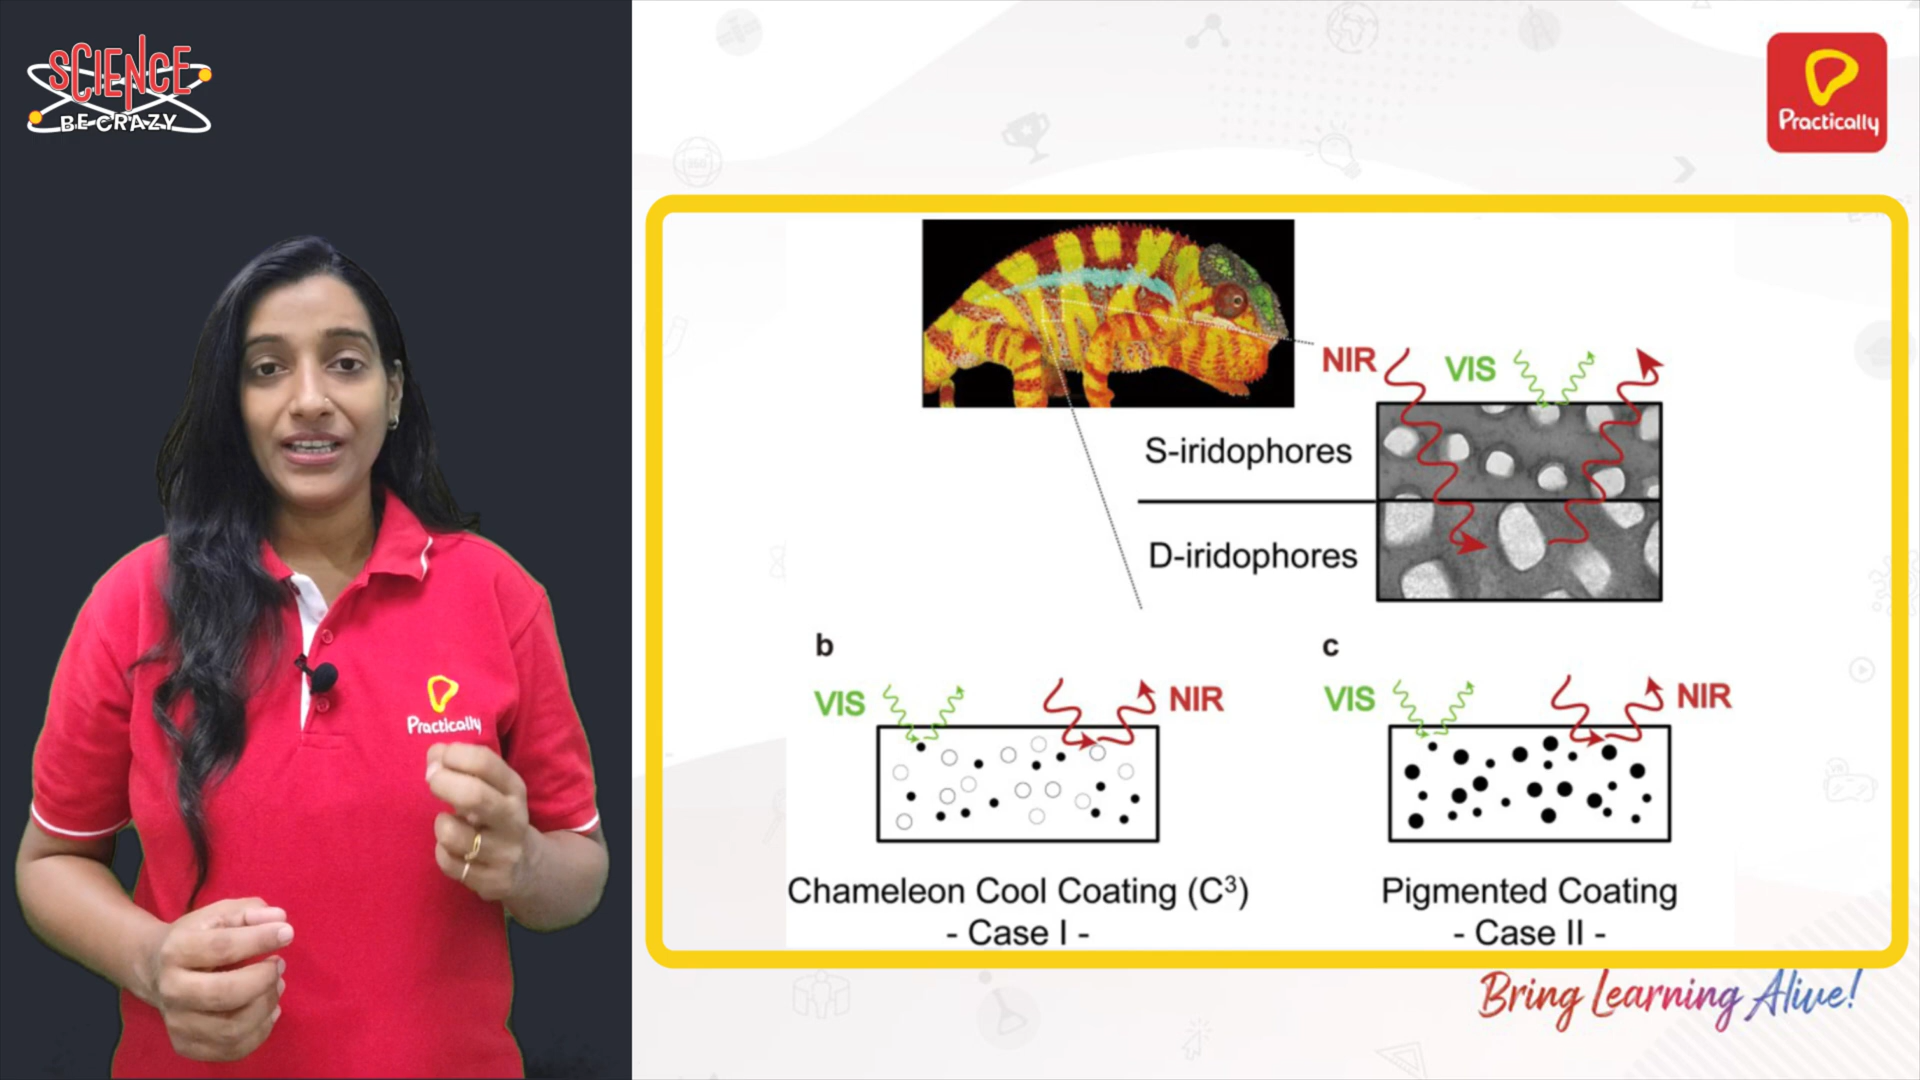 SCIENCE
BE CRAZY
Practically
NIR
VIS
S-iridophores
D-iridophores
b
c
VIS
NIR
VIS
NIR
Practically
Chameleon Cool Coating (C³)
- Case I -
Pigmented Coating
- Case II -
Bring Learning Alive!